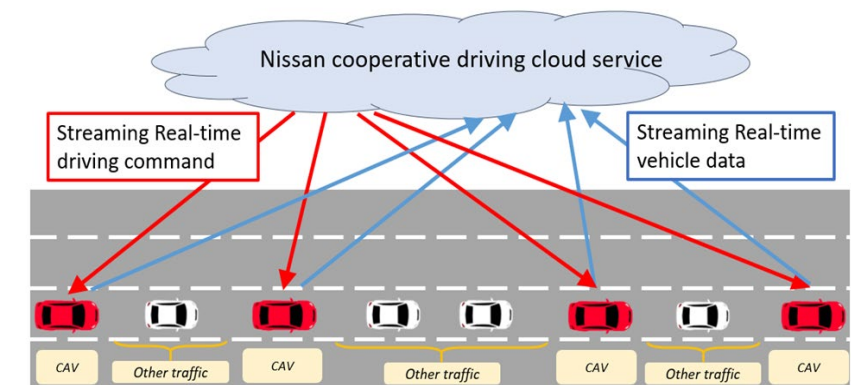 Nissan cooperative driving cloud service
Streaming Real-time
driving command
Streaming Real-time
vehicle data
CAV
Other traffic
CAV
Other traffic
CAV
Other traffic
CAV